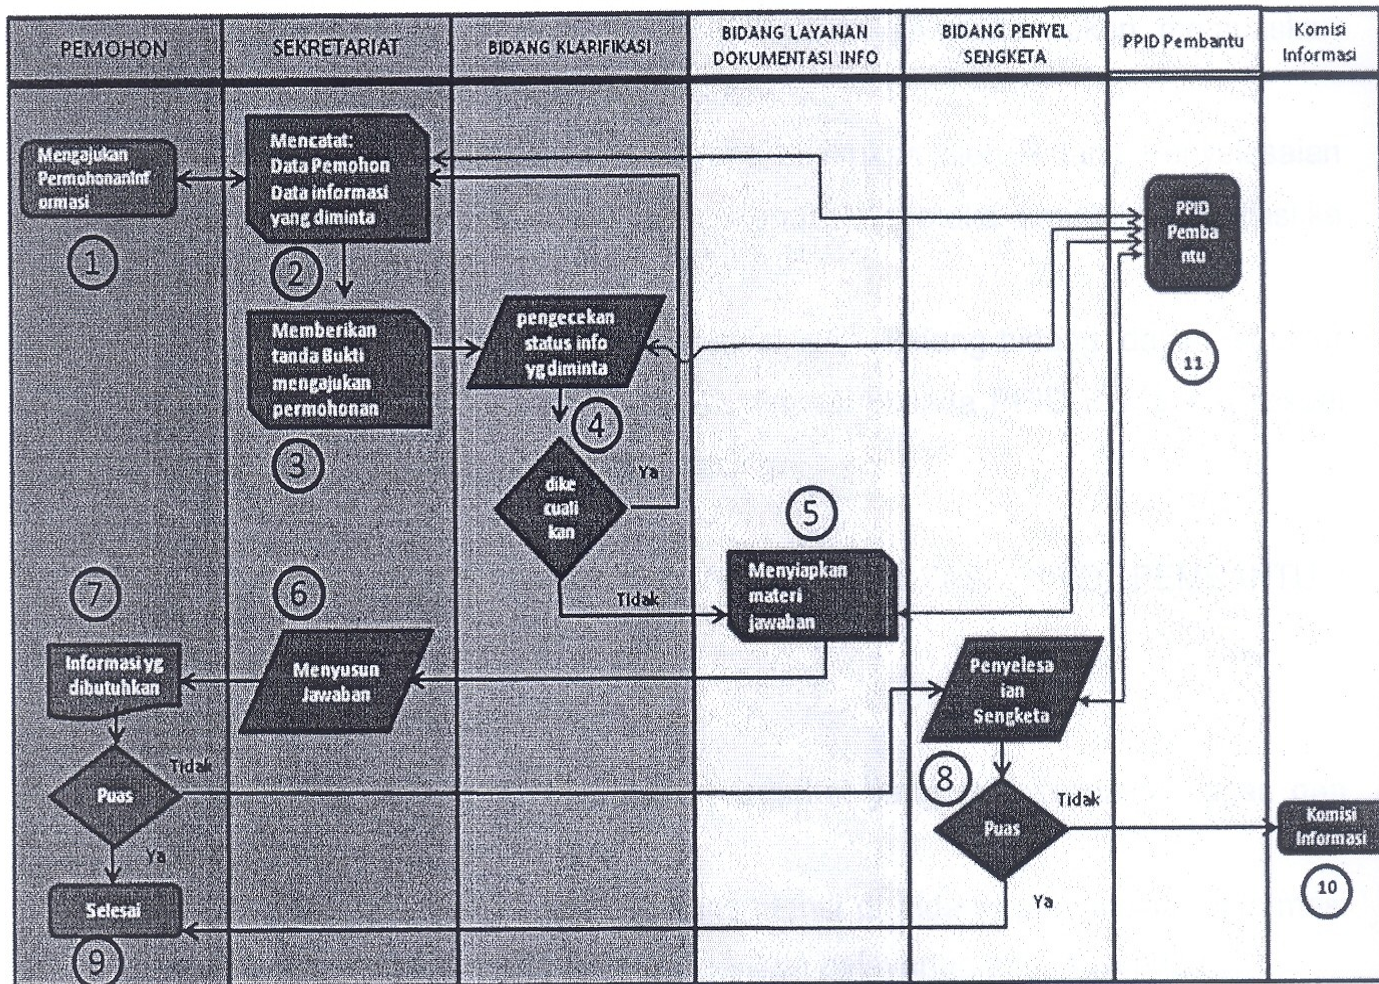 PEMOHON
SEKRETARIAT
BIDANG KLARIFIKASI
BIDANG LAYANAN
DOKUMENTASI INFO
BIDANG PENYEL
SENGKETA
PPID Pembantu
Komisi
Informasi
Mengajukan
PermohonanInf
ormasi
1
Mencatat:
Data Pemohon
Data informasi
yang diminta
2
PPID
Pemba
ntu
11
Memberikan
tanda Bukti
mengajukan
permohonan
3
pengecekan
status info
yg diminta
4
dike
cuali
kan
Ya
Tidak
5
Menyiapkan
materi
jawaban
6
Menyusun
Jawaban
7
Informasi yg
dibutuhkan
Puas
Tidak
Ya
Penyelesa
ian
Sengketa
8
Puas
Tidak
Ya
Komisi
Informasi
10
Selesai
9